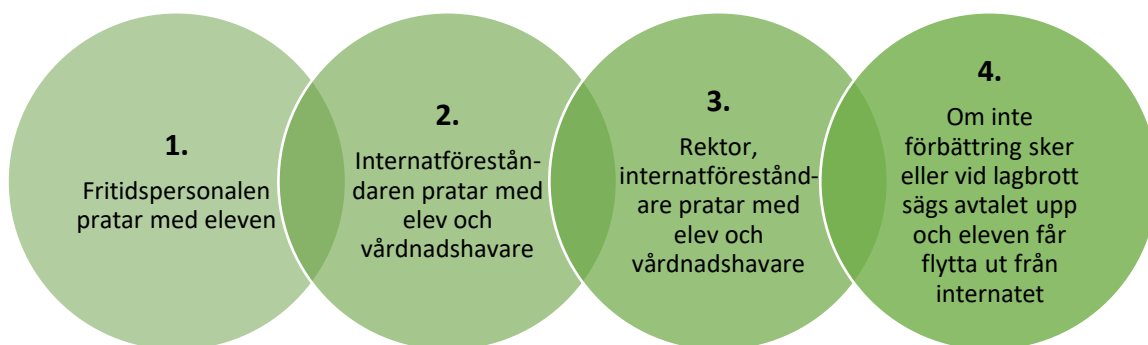 1.
Fritidspersonalen
pratar med eleven
2.
Internatförestån-
daren pratar med
elev och
vårdnadshavare
3.
Rektor,
internatföreståndd-
are pratar med
elev och
vårdnadshavare
4.
Om inte
förbättring sker
eller vid lagbrott
sägs avtalet upp
och eleven får
flytta ut från
internatet